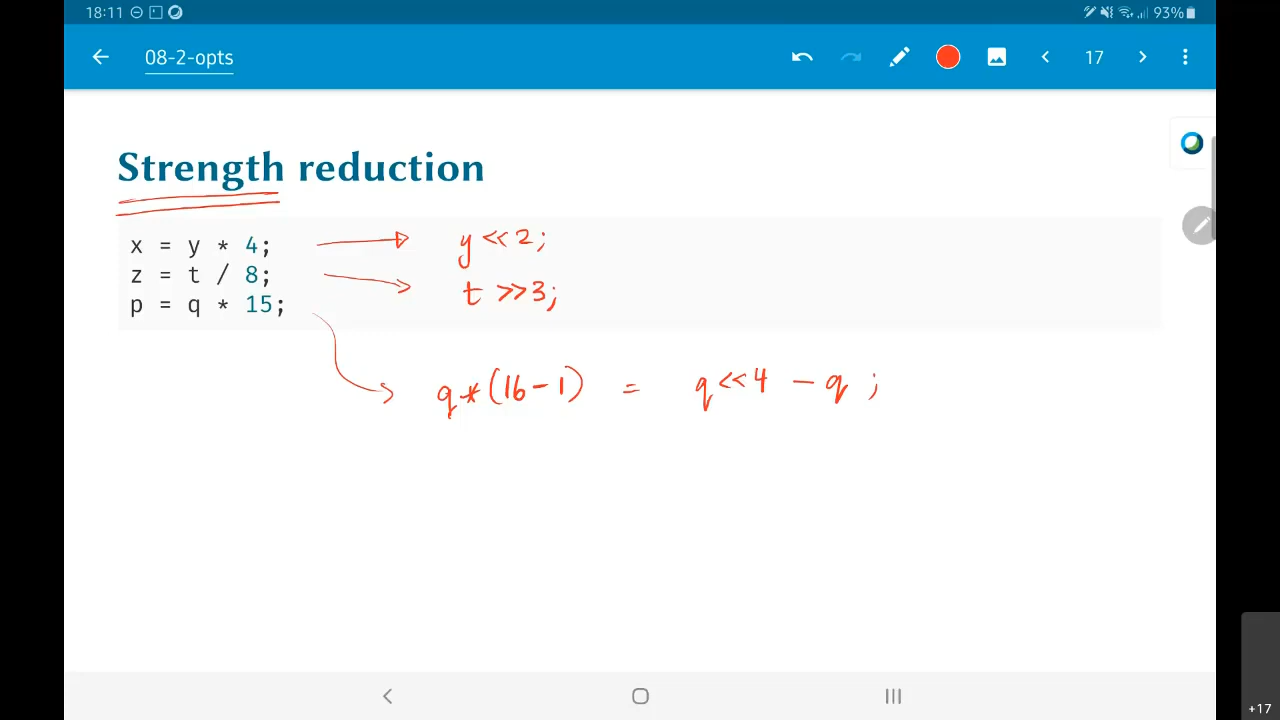 18:11
93%
08-2-opts
17
Strength reduction
x = y * 4; y << 2;
z = t / 8; t >> 3;
p = q * 15;
q * (16 - 1) = q << 4 - q ;
+17